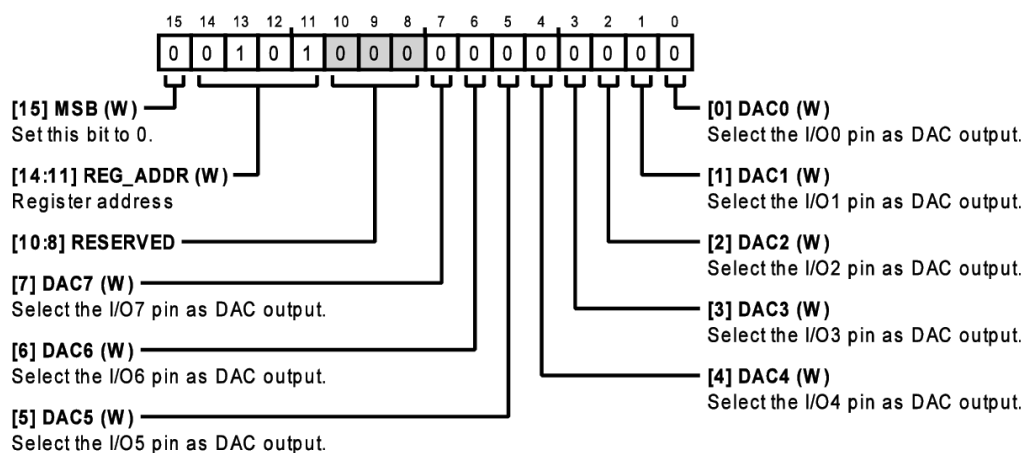 15 14 13 12 11 10 9 8 7 6 5 4 3 2 1 0
0 0 1 0 1 0 0 0 0 0 0 0 0 0 0 0
[15] MSB (W)
Set this bit to 0.
[14:11] REG_ADDR (W)
Register address
[10:8] RESERVED
[7] DAC7 (W)
Select the I/O7 pin as DAC output.
[6] DAC6 (W)
Select the I/O6 pin as DAC output.
[5] DAC5 (W)
Select the I/O5 pin as DAC output.
[0] DAC0 (W)
Select the I/O0 pin as DAC output.
[1] DAC1 (W)
Select the I/O1 pin as DAC output.
[2] DAC2 (W)
Select the I/O2 pin as DAC output.
[3] DAC3 (W)
Select the I/O3 pin as DAC output.
[4] DAC4 (W)
Select the I/O4 pin as DAC output.